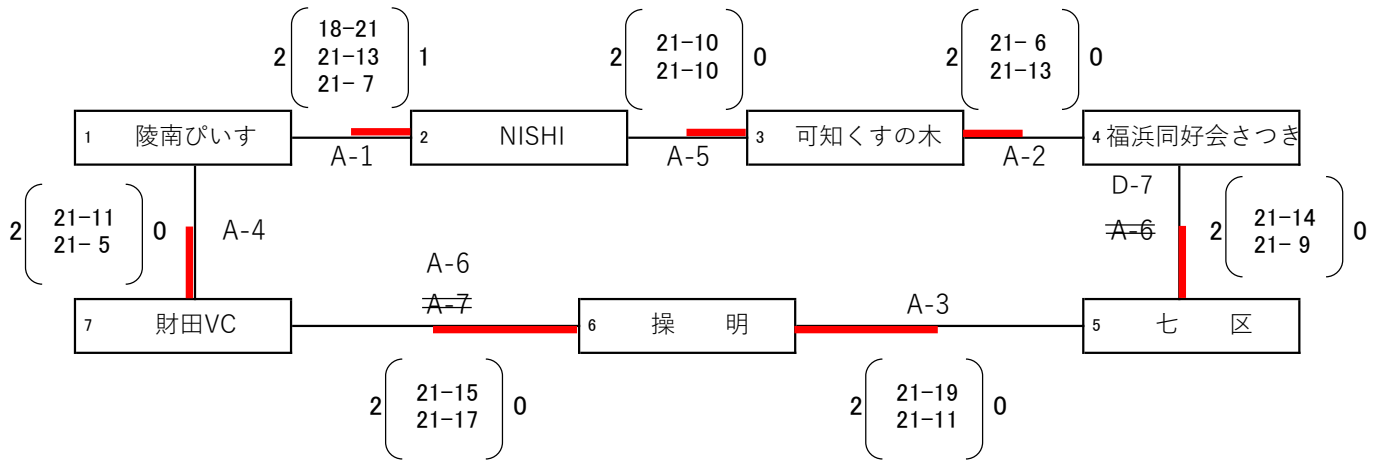 2 18-21 1
21-13
21- 7
2 21-10 0
21-10
2 21- 6 0
21-13
1 陵南ぴいす
A-1
2 NISHI
A-5
3 可知くすの木
A-2
4 福浜同好会さつき
2 21-11 0
21- 5
A-4
D-7
A-6
2 21-14 0
21- 9
A-6
A-7
7 財田VC
6 操 明
A-3
5 七 区
2 21-15 0
21-17
2 21-19 0
21-11